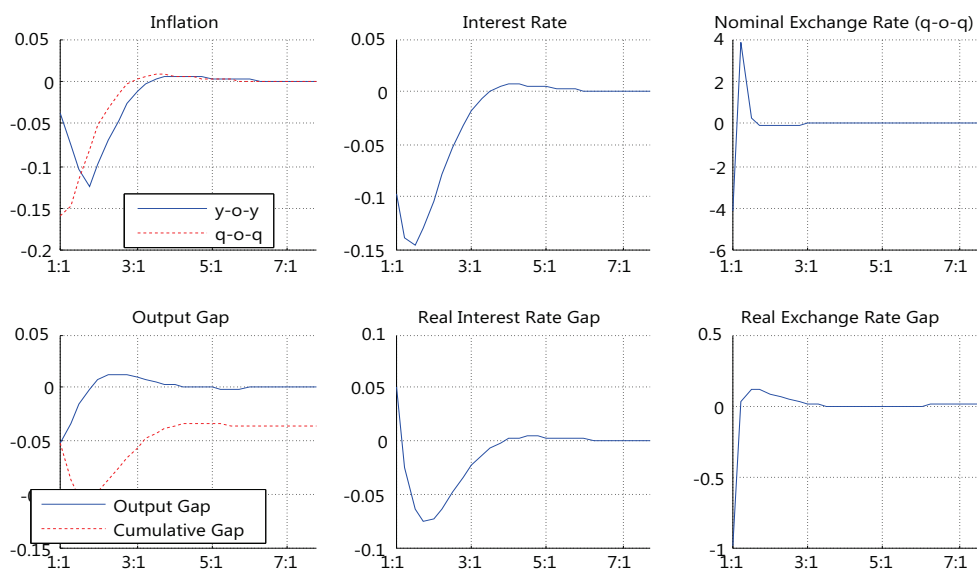 Inflation
0.05
0
-0.05
-0.1
-0.15
-0.2
y-o-y
q-o-q
1:1 3:1 5:1 7:1
Interest Rate
0.05
0
-0.05
-0.1
-0.15
1:1 3:1 5:1 7:1
Nominal Exchange Rate (q-o-q)
4
2
0
-2
-4
-6
1:1 3:1 5:1 7:1
Output Gap
0.05
0
-0.05
-0.15
Output Gap
Cumulative Gap
1:1 3:1 5:1 7:1
Real Interest Rate Gap
0.1
0.05
0
-0.05
-0.1
1:1 3:1 5:1 7:1
Real Exchange Rate Gap
0.5
0
-0.5
-1
1:1 3:1 5:1 7:1